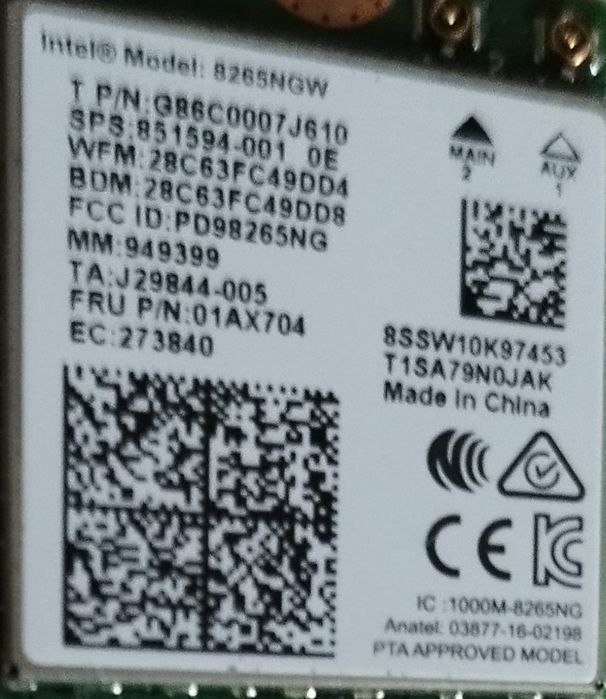 Intel® Model: 8265NGW
T P/N:G86C0007J610
SPS:851594-001 0E
WFM:28C63FC49DD4
BDM:28C63FC49DD8
FCC ID:PD98265NG
MM:949399
TA:J29844-005
FRU P/N:01AX704
EC:273840
MAIN
2
AUX
1
8SSW10K97453
T1SA79N0JAK
Made In China
CE
IC :1000M-8265NG
Anatel: 03877-16-02198
PTA APPROVED MODEL